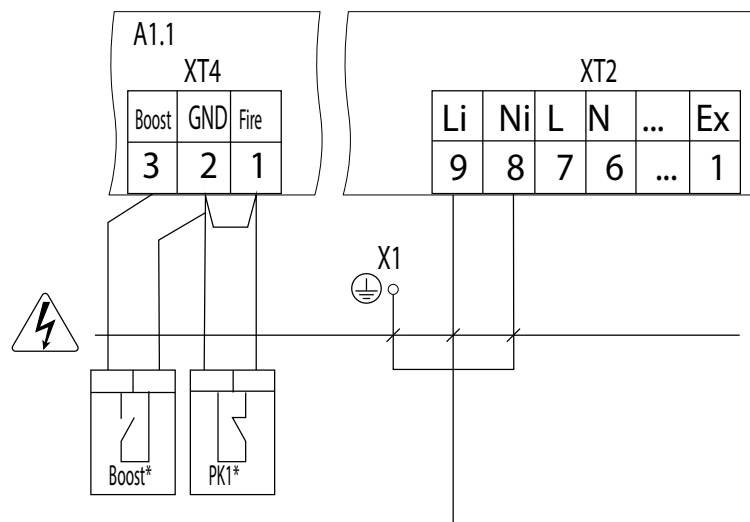 A1.1
XT4
XT2
Boost GND Fire
3 2 1
Li Ni L N ... Ex
9 8 7 6 ... 1
X1
Boost* PK1*